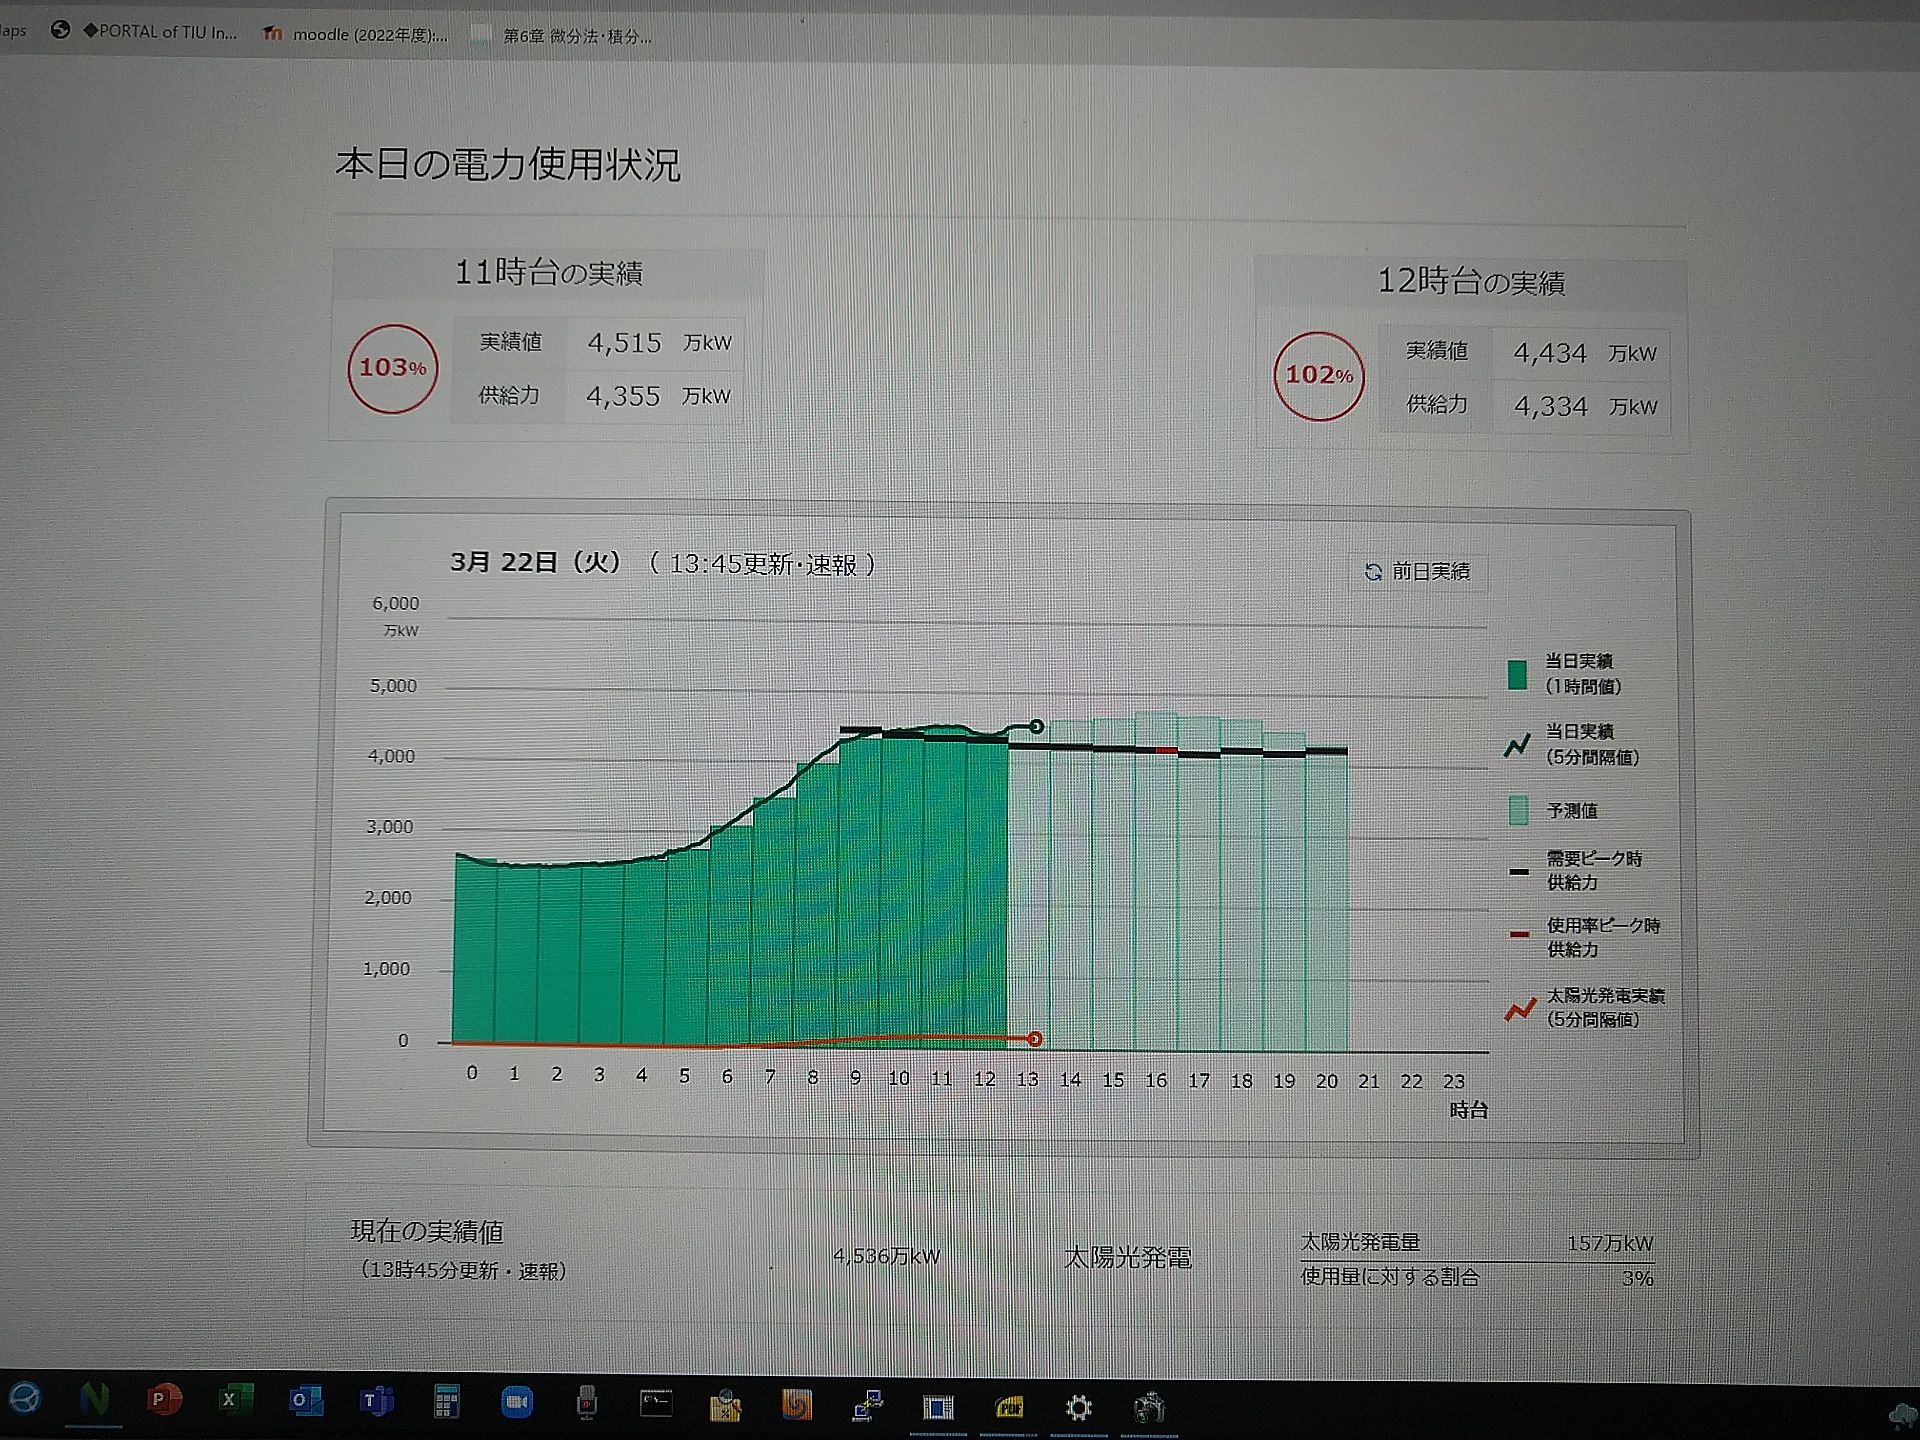 aps
◆PORTAL of TIU In...
moodle (2022年度):...
第6章 微分法・積分...
本日の電力使用状況
11時台の実績
103%
実績値 4,515 万kW
供給力 4,355 万kW
12時台の実績
102%
実績値 4,434 万kW
供給力 4,334 万kW
3月 22日（火）（ 13:45更新・速報 ）
前日実績
6,000
万kW
5,000
4,000
3,000
2,000
1,000
0
0 1 2 3 4 5 6 7 8 9 10 11 12 13 14 15 16 17 18 19 20 21 22 23
時台
当日実績
（1時間値）
当日実績
（5分間隔値）
予測値
需要ピーク時
供給力
使用率ピーク時
供給力
太陽光発電実績
（5分間隔値）
現在の実績値
（13時45分更新・速報）
4,536万kW
太陽光発電
太陽光発電量 157万kW
使用量に対する割合 3%